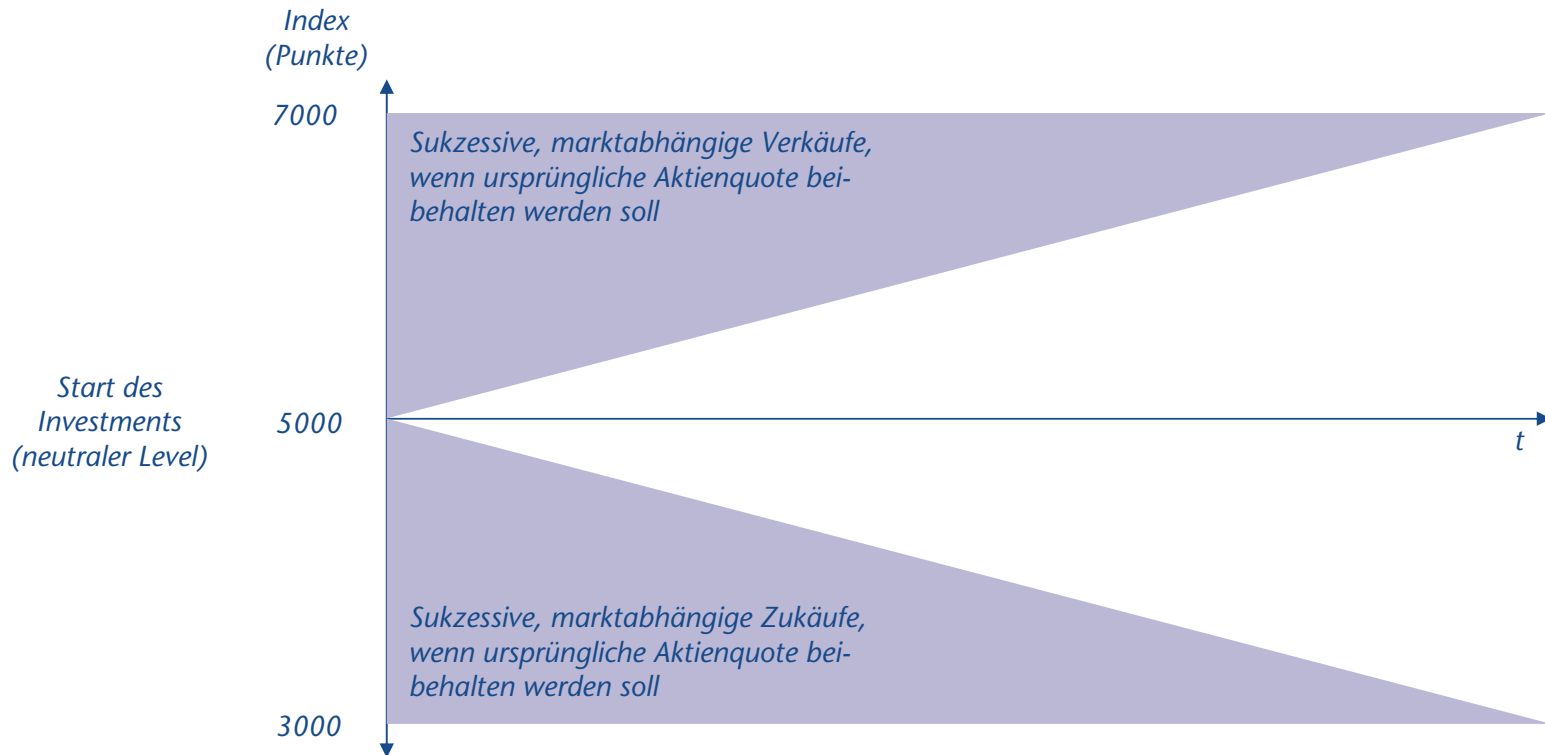 Index
(Punkte)
7000
Sukzessive, marktabhängige Verkäufe,
wenn ursprüngliche Aktienquote bei-
behalten werden soll
Start des
Investments
(neutraler Level)
5000
t
Sukzessive, marktabhängige Zukäufe,
wenn ursprüngliche Aktienquote bei-
behalten werden soll
3000